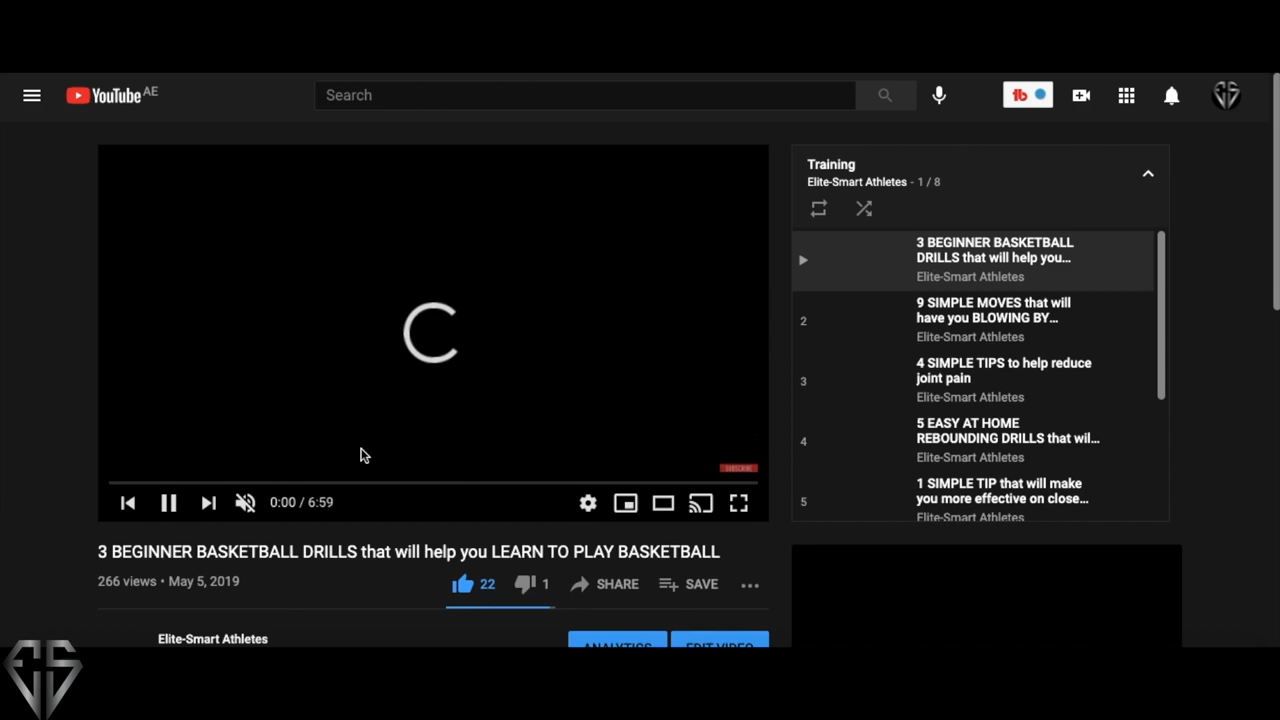 YouTube AE
Search
Training
Elite-Smart Athletes - 1 / 8
3 BEGINNER BASKETBALL
DRILLS that will help you...
Elite-Smart Athletes
2
9 SIMPLE MOVES that will
have you BLOWING BY...
Elite-Smart Athletes
3
4 SIMPLE TIPS to help reduce
joint pain
Elite-Smart Athletes
4
5 EASY AT HOME
REBOUNDING DRILLS that wil...
Elite-Smart Athletes
5
1 SIMPLE TIP that will make
you more effective on close...
Elite-Smart Athletes
SUBSCRIBE
0:00 / 6:59
3 BEGINNER BASKETBALL DRILLS that will help you LEARN TO PLAY BASKETBALL
266 views • May 5, 2019
22
1
SHARE
SAVE
Elite-Smart Athletes
ANALYTICS
EDIT VIDEO